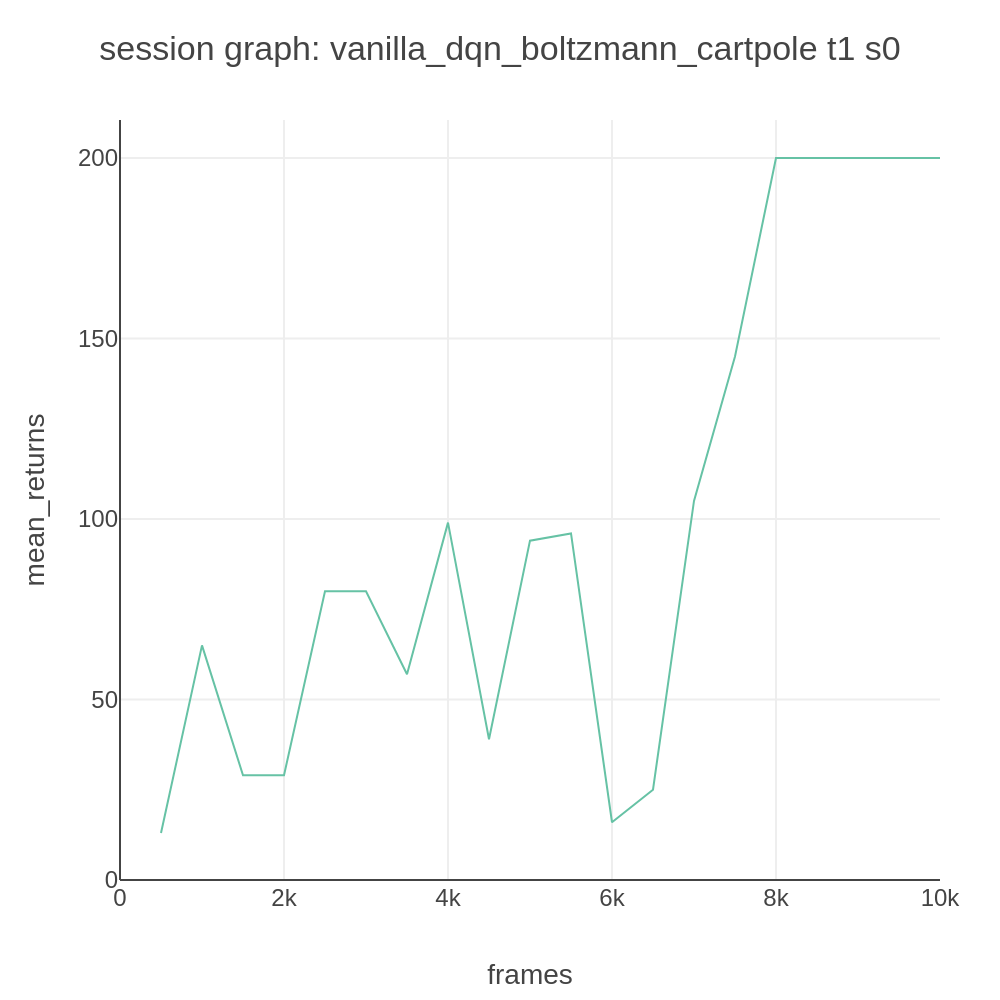 session graph: vanilla_dqn_boltzmann_cartpole t1 s0
mean_returns
200
150
100
50
0
0 2k 4k 6k 8k 10k
frames